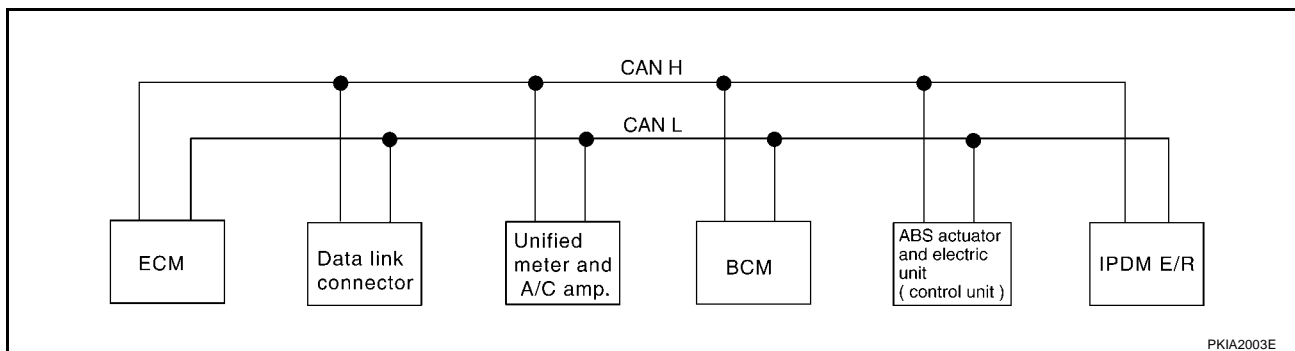 CAN H
CAN L
ECM
Data link
connector
Unified
meter and
A/C amp.
BCM
ABS actuator
and electric
unit
( control unit )
IPDM E/R
PKIA2003E